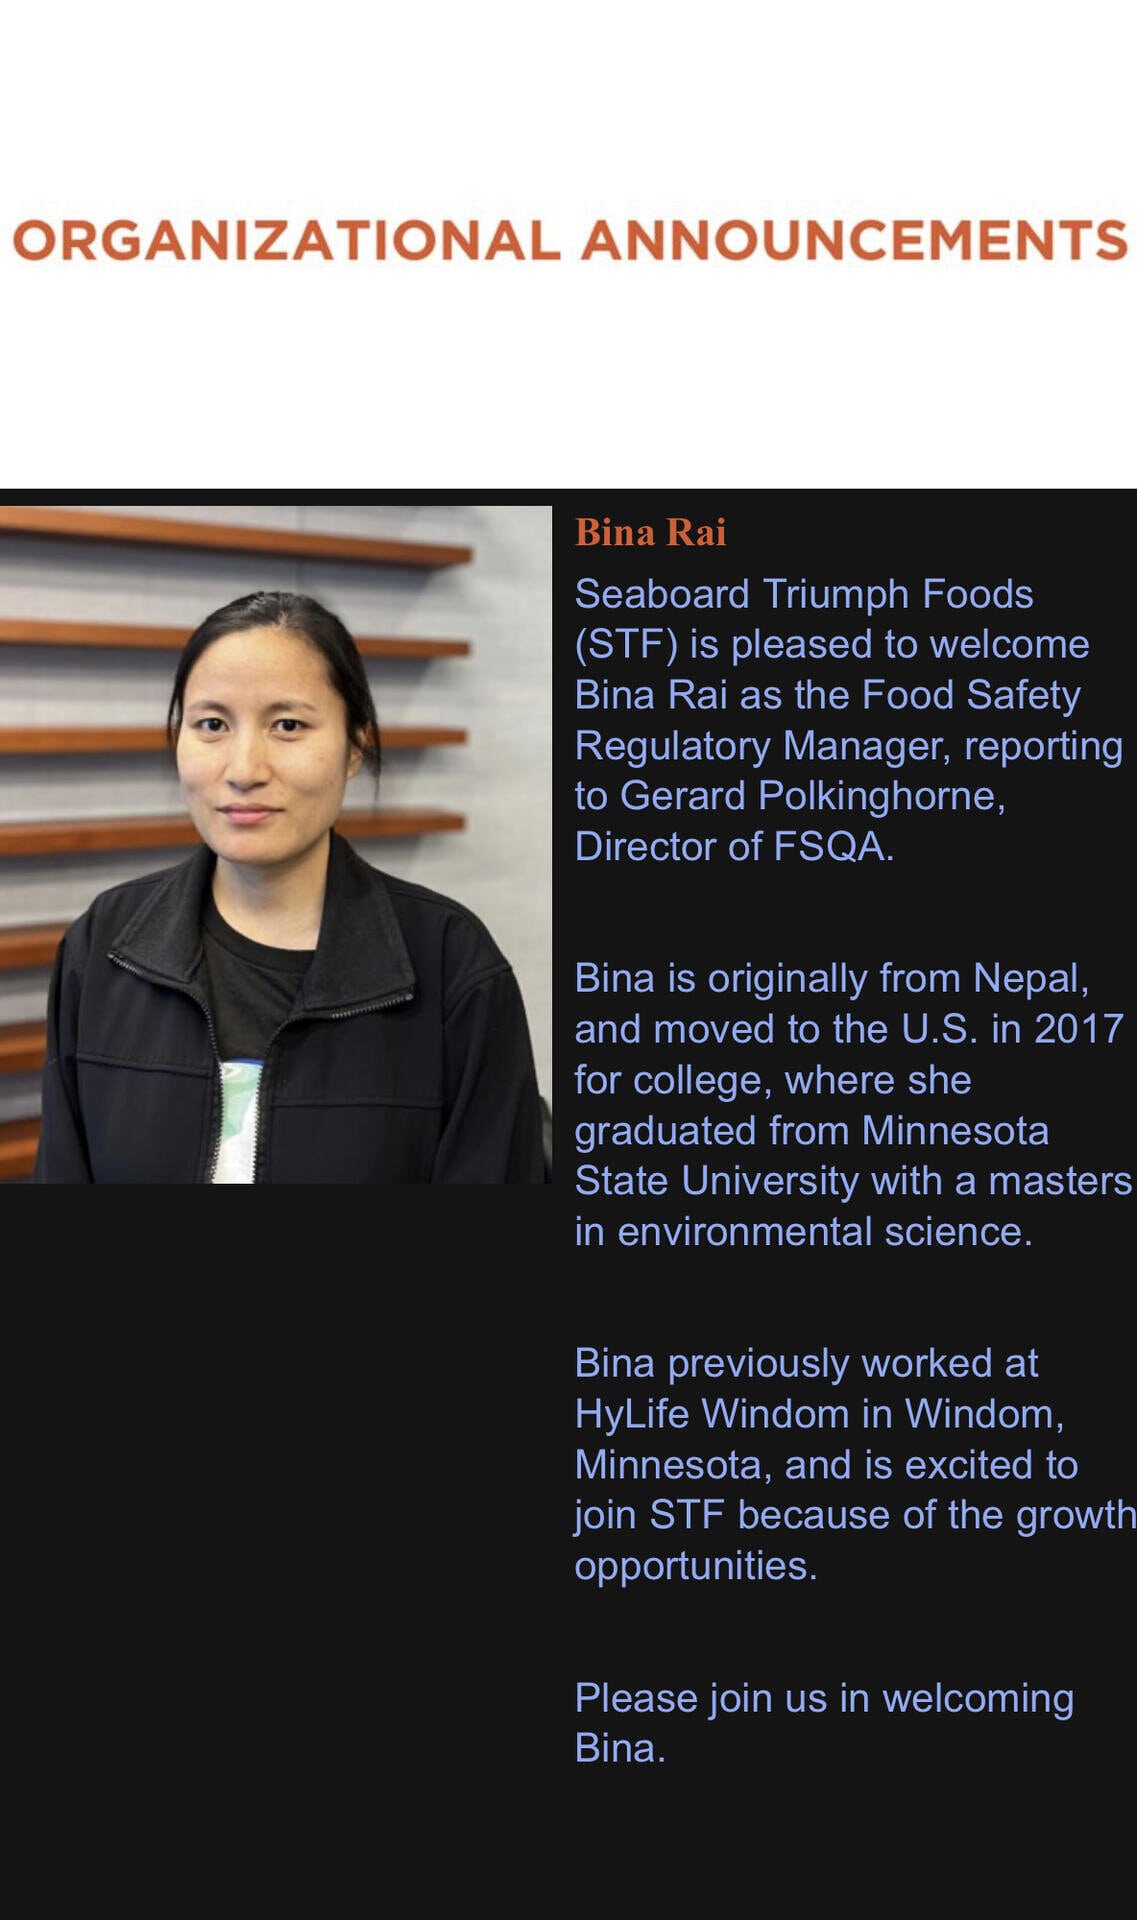 ORGANIZATIONAL ANNOUNCEMENTS
Bina Rai
Seaboard Triumph Foods
(STF) is pleased to welcome
Bina Rai as the Food Safety
Regulatory Manager, reporting
to Gerard Polkinghorne,
Director of FSQA.
Bina is originally from Nepal,
and moved to the U.S. in 2017
for college, where she
graduated from Minnesota
State University with a masters
in environmental science.
Bina previously worked at
HyLife Windom in Windom,
Minnesota, and is excited to
join STF because of the growth
opportunities.
Please join us in welcoming
Bina.